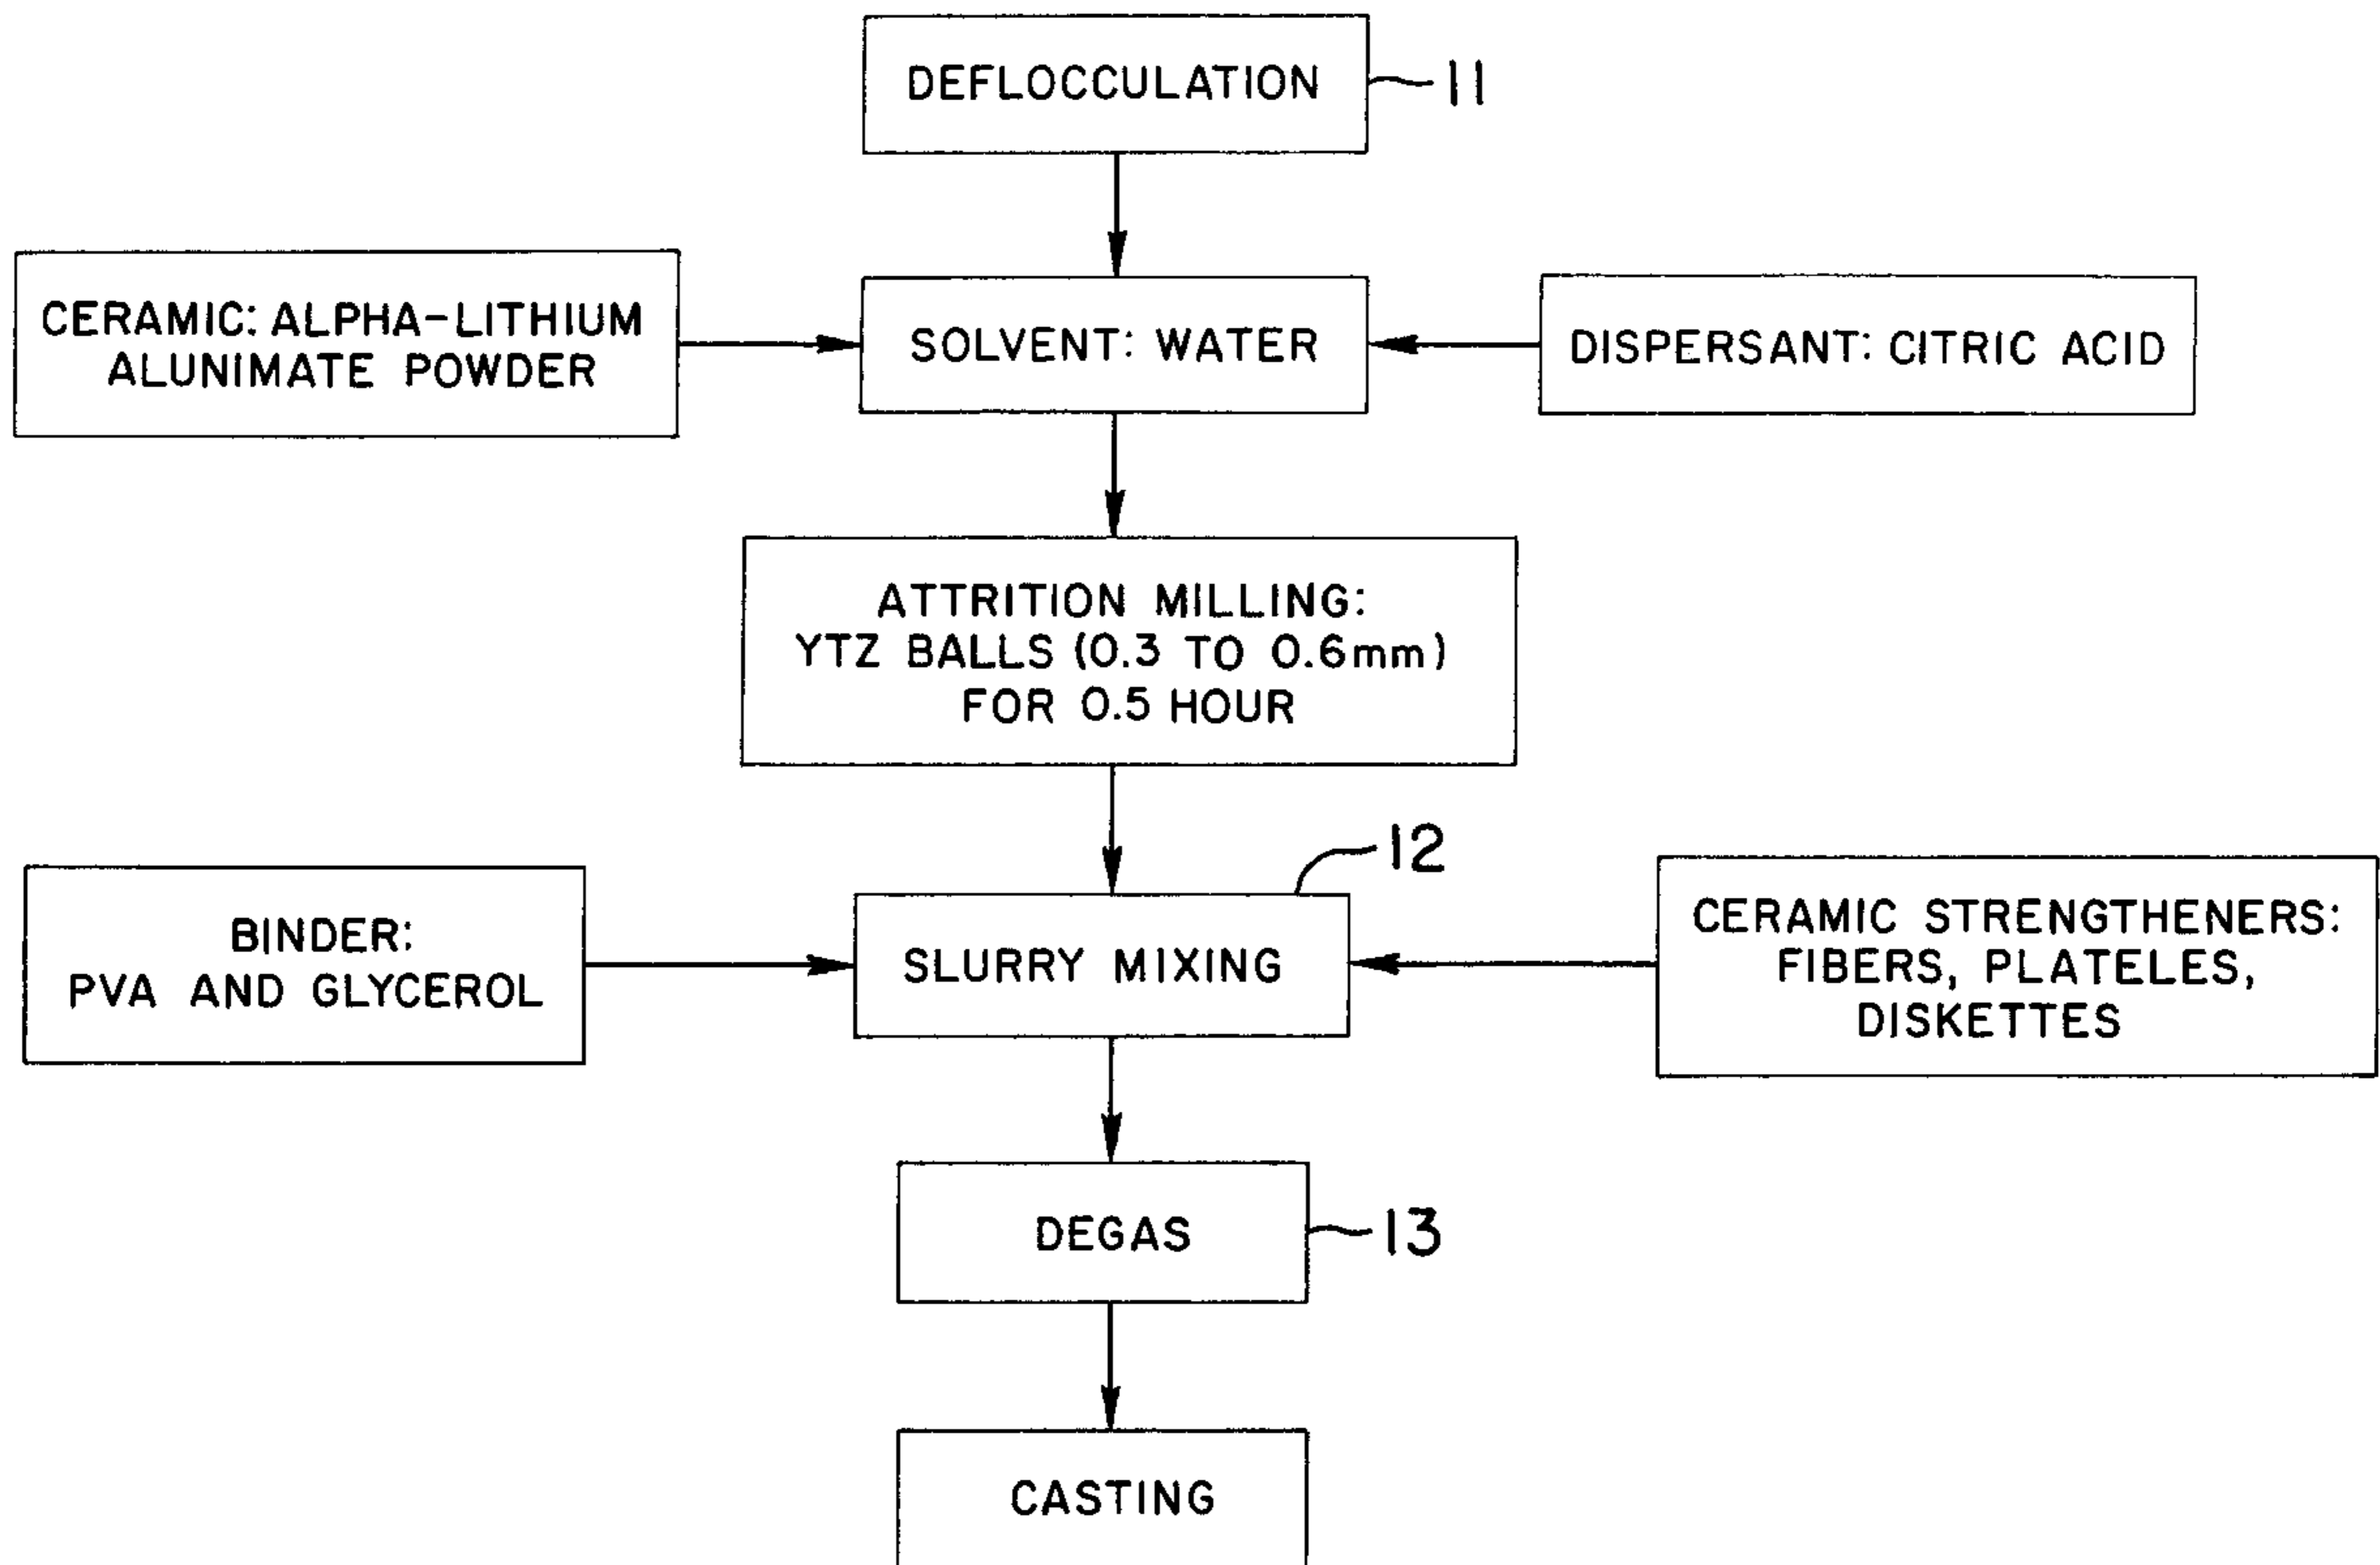 DEFLOCCULATION
11
CERAMIC: ALPHA-LITHIUM
ALUNIMATE POWDER
SOLVENT: WATER
DISPERSANT: CITRIC ACID
ATTRITION MILLING:
YTZ BALLS (0.3 TO 0.6mm)
FOR 0.5 HOUR
12
BINDER:
PVA AND GLYCEROL
SLURRY MIXING
CERAMIC STRENGTHENERS:
FIBERS, PLATELES,
DISKETTES
DEGAS
13
CASTING